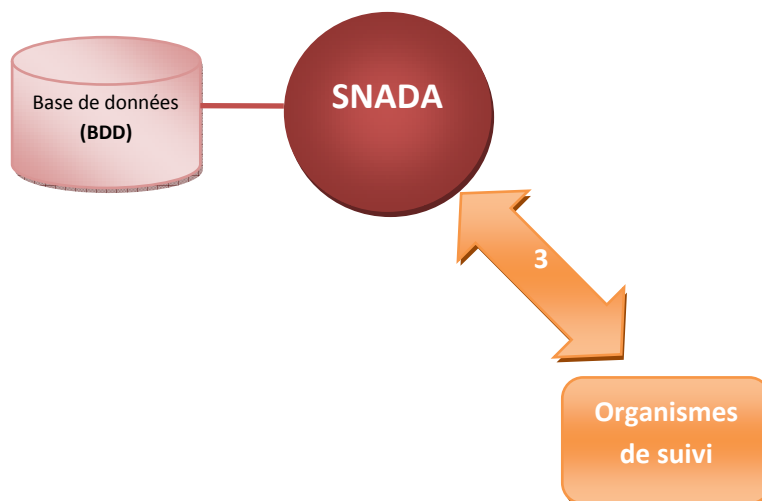 SNADA
Base de données
(BDD)
3
Organismes
de suivi